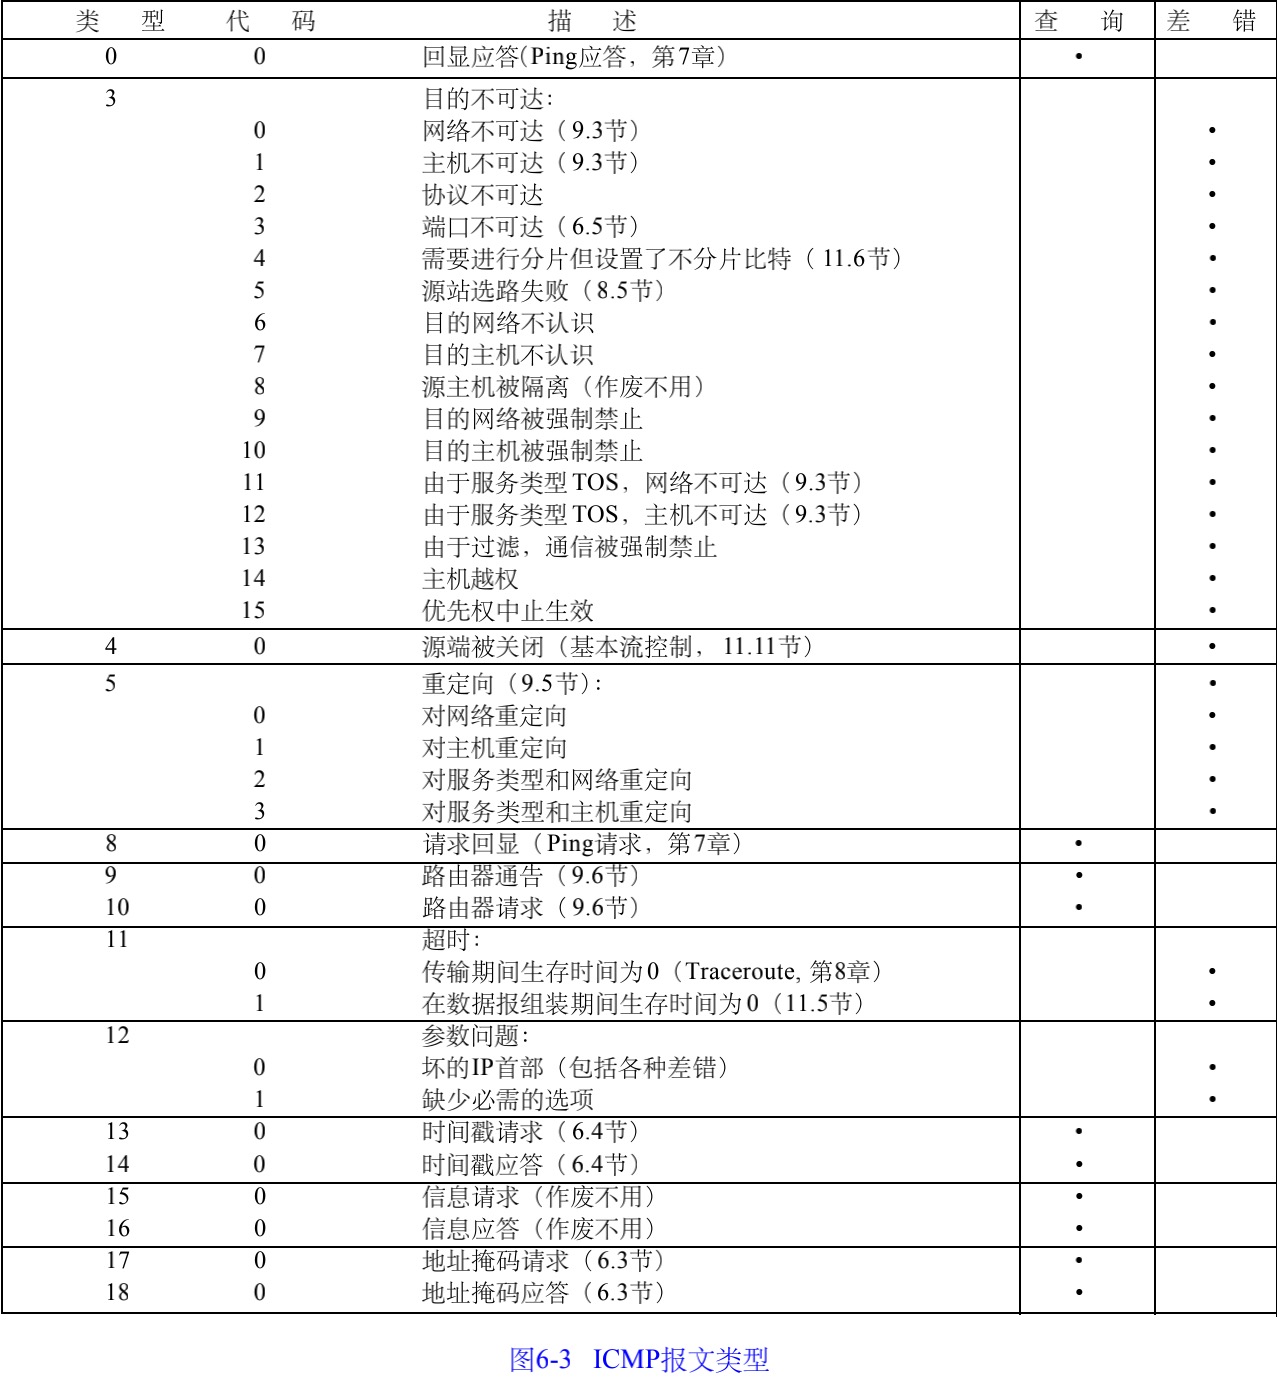 类 型 代 码 描 述 查 询 差 错
0 0 回显应答(Ping应答，第7章) •
3 目的不可达：
0 网络不可达（9.3节） •
1 主机不可达（9.3节） •
2 协议不可达 •
3 端口不可达（6.5节） •
4 需要进行分片但设置了不分片比特（11.6节） •
5 源站选路失败（8.5节） •
6 目的网络不认识 •
7 目的主机不认识 •
8 源主机被隔离（作废不用） •
9 目的网络被强制禁止 •
10 目的主机被强制禁止 •
11 由于服务类型TOS，网络不可达（9.3节） •
12 由于服务类型TOS，主机不可达（9.3节） •
13 由于过滤，通信被强制禁止 •
14 主机越权 •
15 优先权中止生效 •
4 0 源端被关闭（基本流控制，11.11节） •
5 重定向（9.5节）： •
0 对网络重定向 •
1 对主机重定向 •
2 对服务类型和网络重定向 •
3 对服务类型和主机重定向 •
8 0 请求回显（Ping请求，第7章） •
9 0 路由器通告（9.6节） •
10 0 路由器请求（9.6节） •
11 超时：
0 传输期间生存时间为0（Traceroute, 第8章） •
1 在数据报组装期间生存时间为0（11.5节） •
12 参数问题：
0 坏的IP首部（包括各种差错） •
1 缺少必需的选项 •
13 0 时间戳请求（6.4节） •
14 0 时间戳应答（6.4节） •
15 0 信息请求（作废不用） •
16 0 信息应答（作废不用） •
17 0 地址掩码请求（6.3节） •
18 0 地址掩码应答（6.3节） •
图6-3 ICMP报文类型